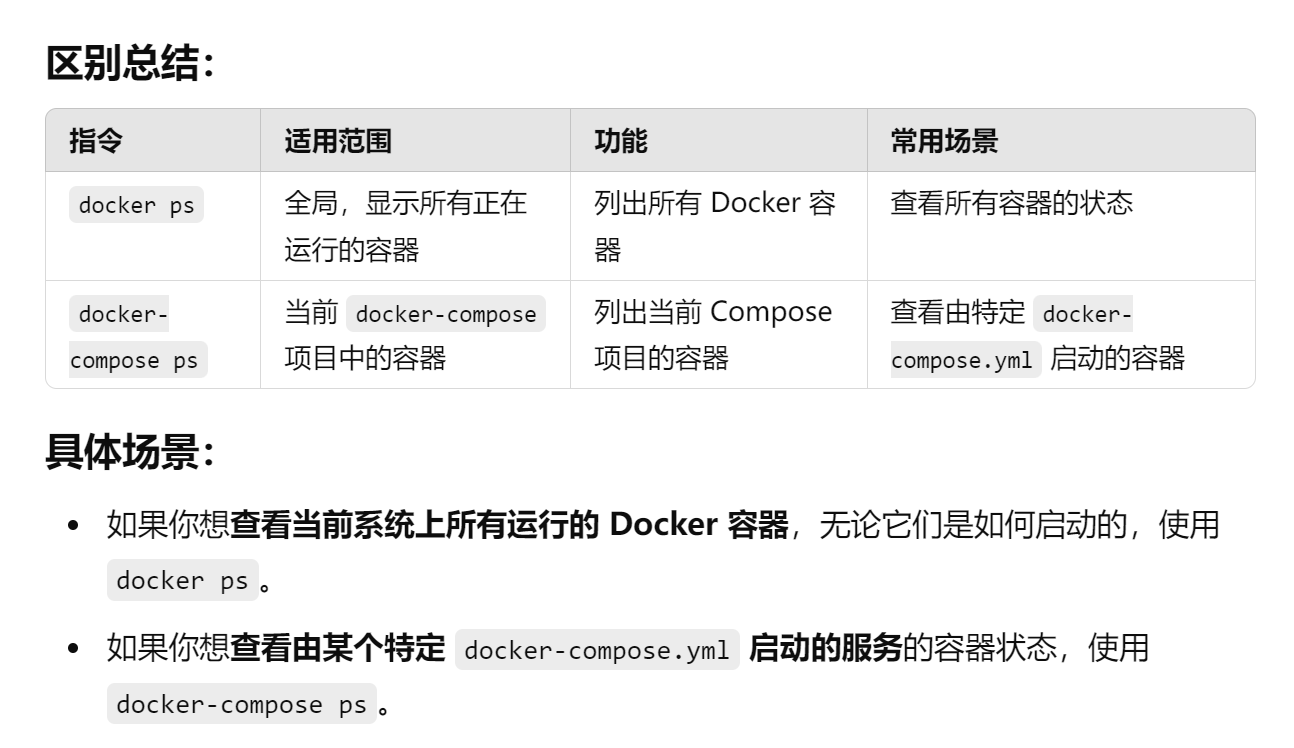 区别总结：
指令 适用范围 功能 常用场景
docker ps 全局，显示所有正在运行的容器 列出所有 Docker 容器 查看所有容器的状态
docker-compose ps 当前 docker-compose 项目中的容器 列出当前 Compose 项目的容器 查看由特定 docker-compose.yml 启动的容器
具体场景：
如果你想查看当前系统上所有运行的 Docker 容器，无论它们是如何启动的，使用
docker ps 。
如果你想查看由某个特定 docker-compose.yml 启动的服务的容器状态，使用
docker-compose ps 。